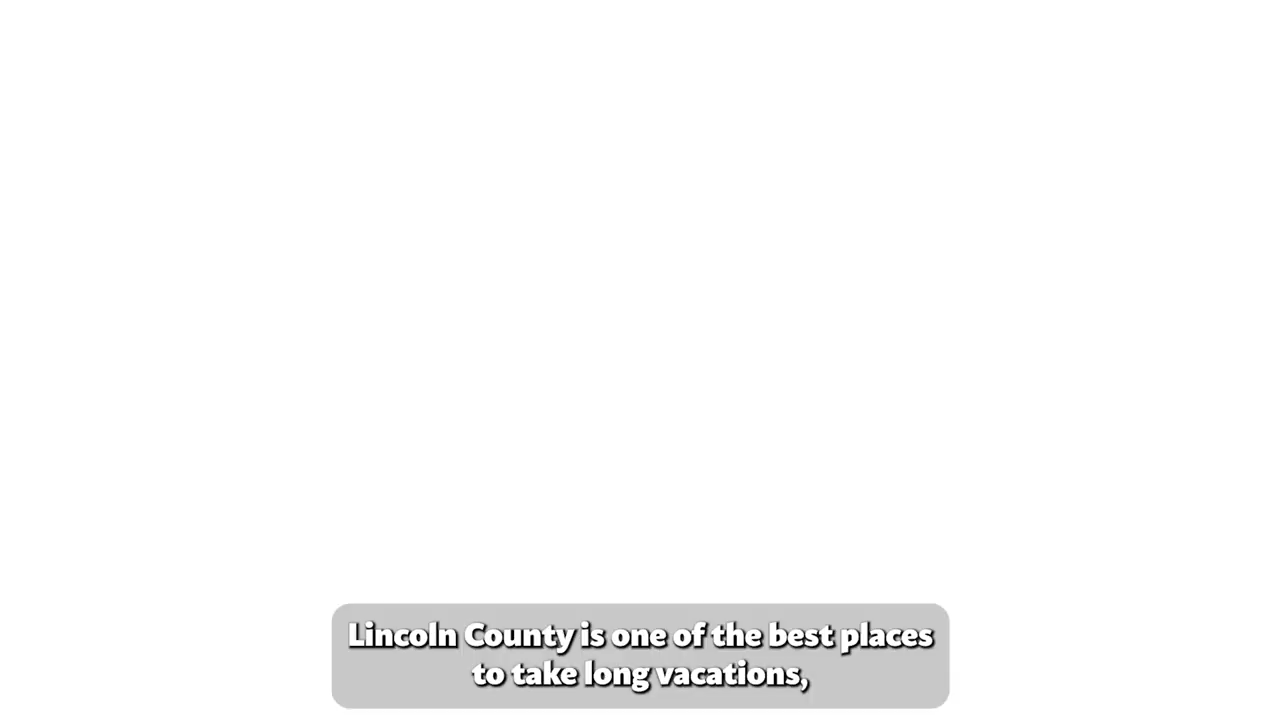 Lincoln County is one of the best places
to take long vacations,